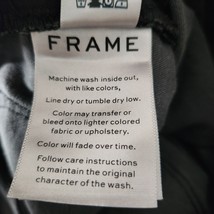 FRAME
Machine wash inside out,
with like colors,
Line dry or tumble dry low.
Color may transfer or
bleed onto lighter colored
fabric or upholstery.
Color will fade over time.
Follow care instructions
to maintain the original
character of the wash.